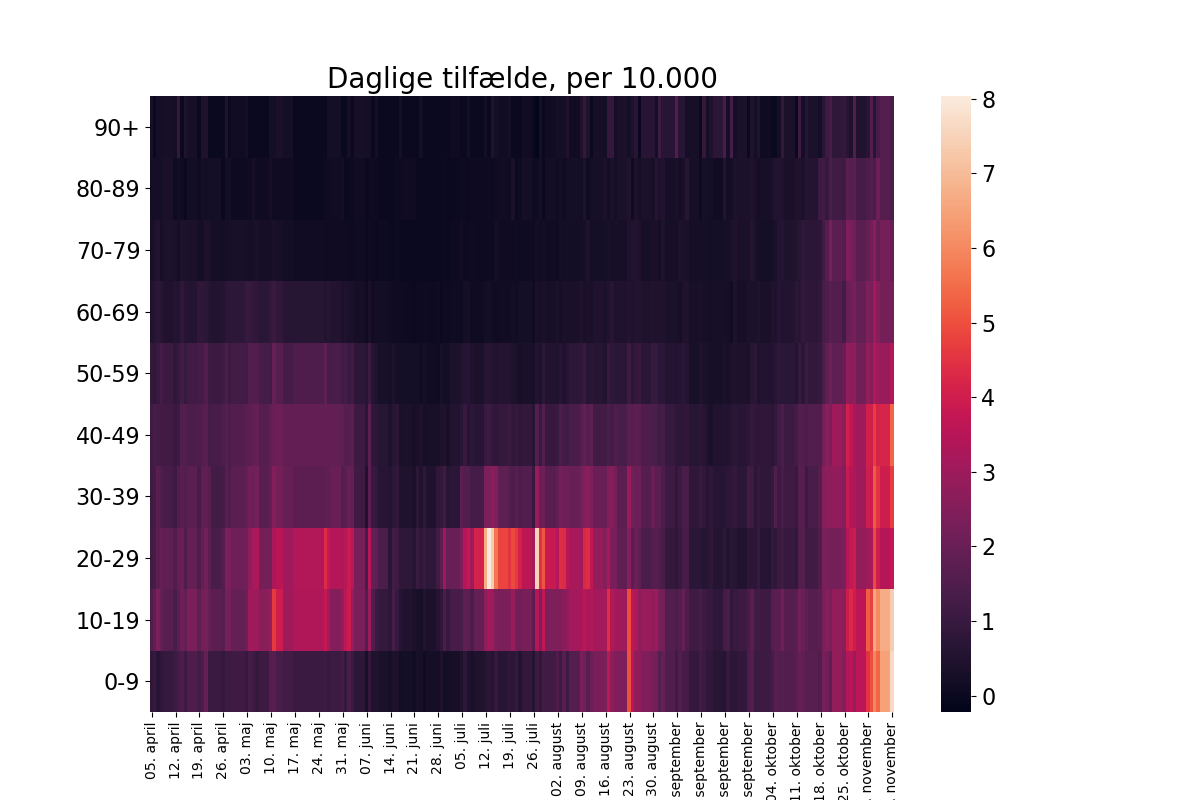 Daglige tilfælde, per 10.000
90+
80-89
70-79
60-69
50-59
40-49
30-39
20-29
10-19
0-9
8
7
6
5
4
3
2
1
0
05. april
12. april
19. april
26. april
03. maj
10. maj
17. maj
24. maj
31. maj
07. juni
14. juni
21. juni
28. juni
05. juli
12. juli
19. juli
26. juli
02. august
09. august
16. august
23. august
30. august
september
september
september
september
04. oktober
11. oktober
18. oktober
25. oktober
. november
. november